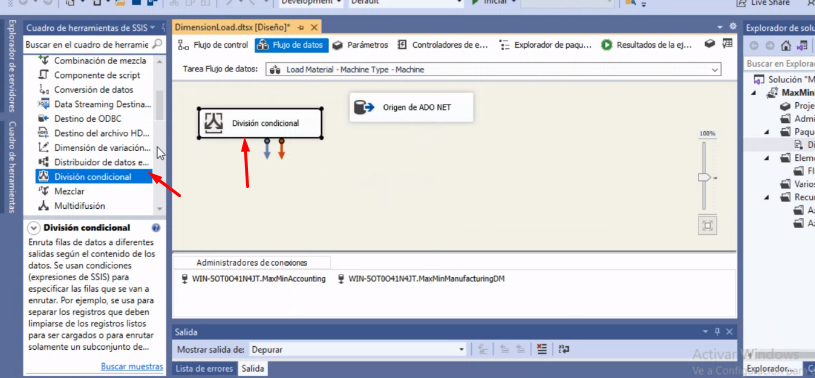 Development
Default
Iniciar
Live Share
Explorador de servidores
Cuadro de herramientas
Cuadro de herramientas de SSIS
Buscar en el cuadro de herramie
Combinación de mezcla
Componente de script
Conversión de datos
Data Streaming Destina...
Destino de ODBC
Destino del archivo HD...
Dimensión de variación...
Distribuidor de datos e...
División condicional
Mezclar
Multidifusión
División condicional
Enruta filas de datos a diferentes
salidas según el contenido de los
datos. Se usan condiciones
(expresiones de SSIS) para
especificar las filas que se van a
enrutar. Por ejemplo, se usa para
separar los registros que deben
limpiarse de los registros listos
para ser cargados o para enrutar
solamente un subconjunto de...
Buscar muestras
DimensionLoad.dtsx [Diseño]*
Flujo de control
Flujo de datos
Parámetros
Controladores de e...
Explorador de paqu...
Resultados de la ej...
Tarea Flujo de datos:
Load Material - Machine Type - Machine
División condicional
Origen de ADO NET
100%
Administradores de conexiones
WIN-5OT0O41N4JT.MaxMinAccounting
WIN-5OT0O41N4JT.MaxMinManufacturingDM
Salida
Mostrar salida de: Depurar
Lista de errores
Salida
Explorador de solu
Buscar en Explora
Solución "M
MaxMin
Proje
Admi
Paqu
Di
Eleme
Fl
Varios
Recur
A
A
Activar Windows
Ve a Confi
Explorador...